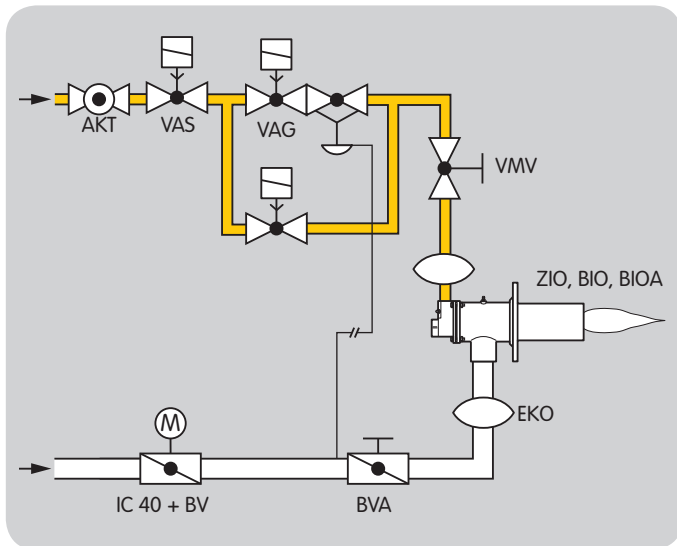 AKT
VAS
VAG
VMV
ZIO, BIO, BIOA
M
EKO
IC 40 + BV
BVA